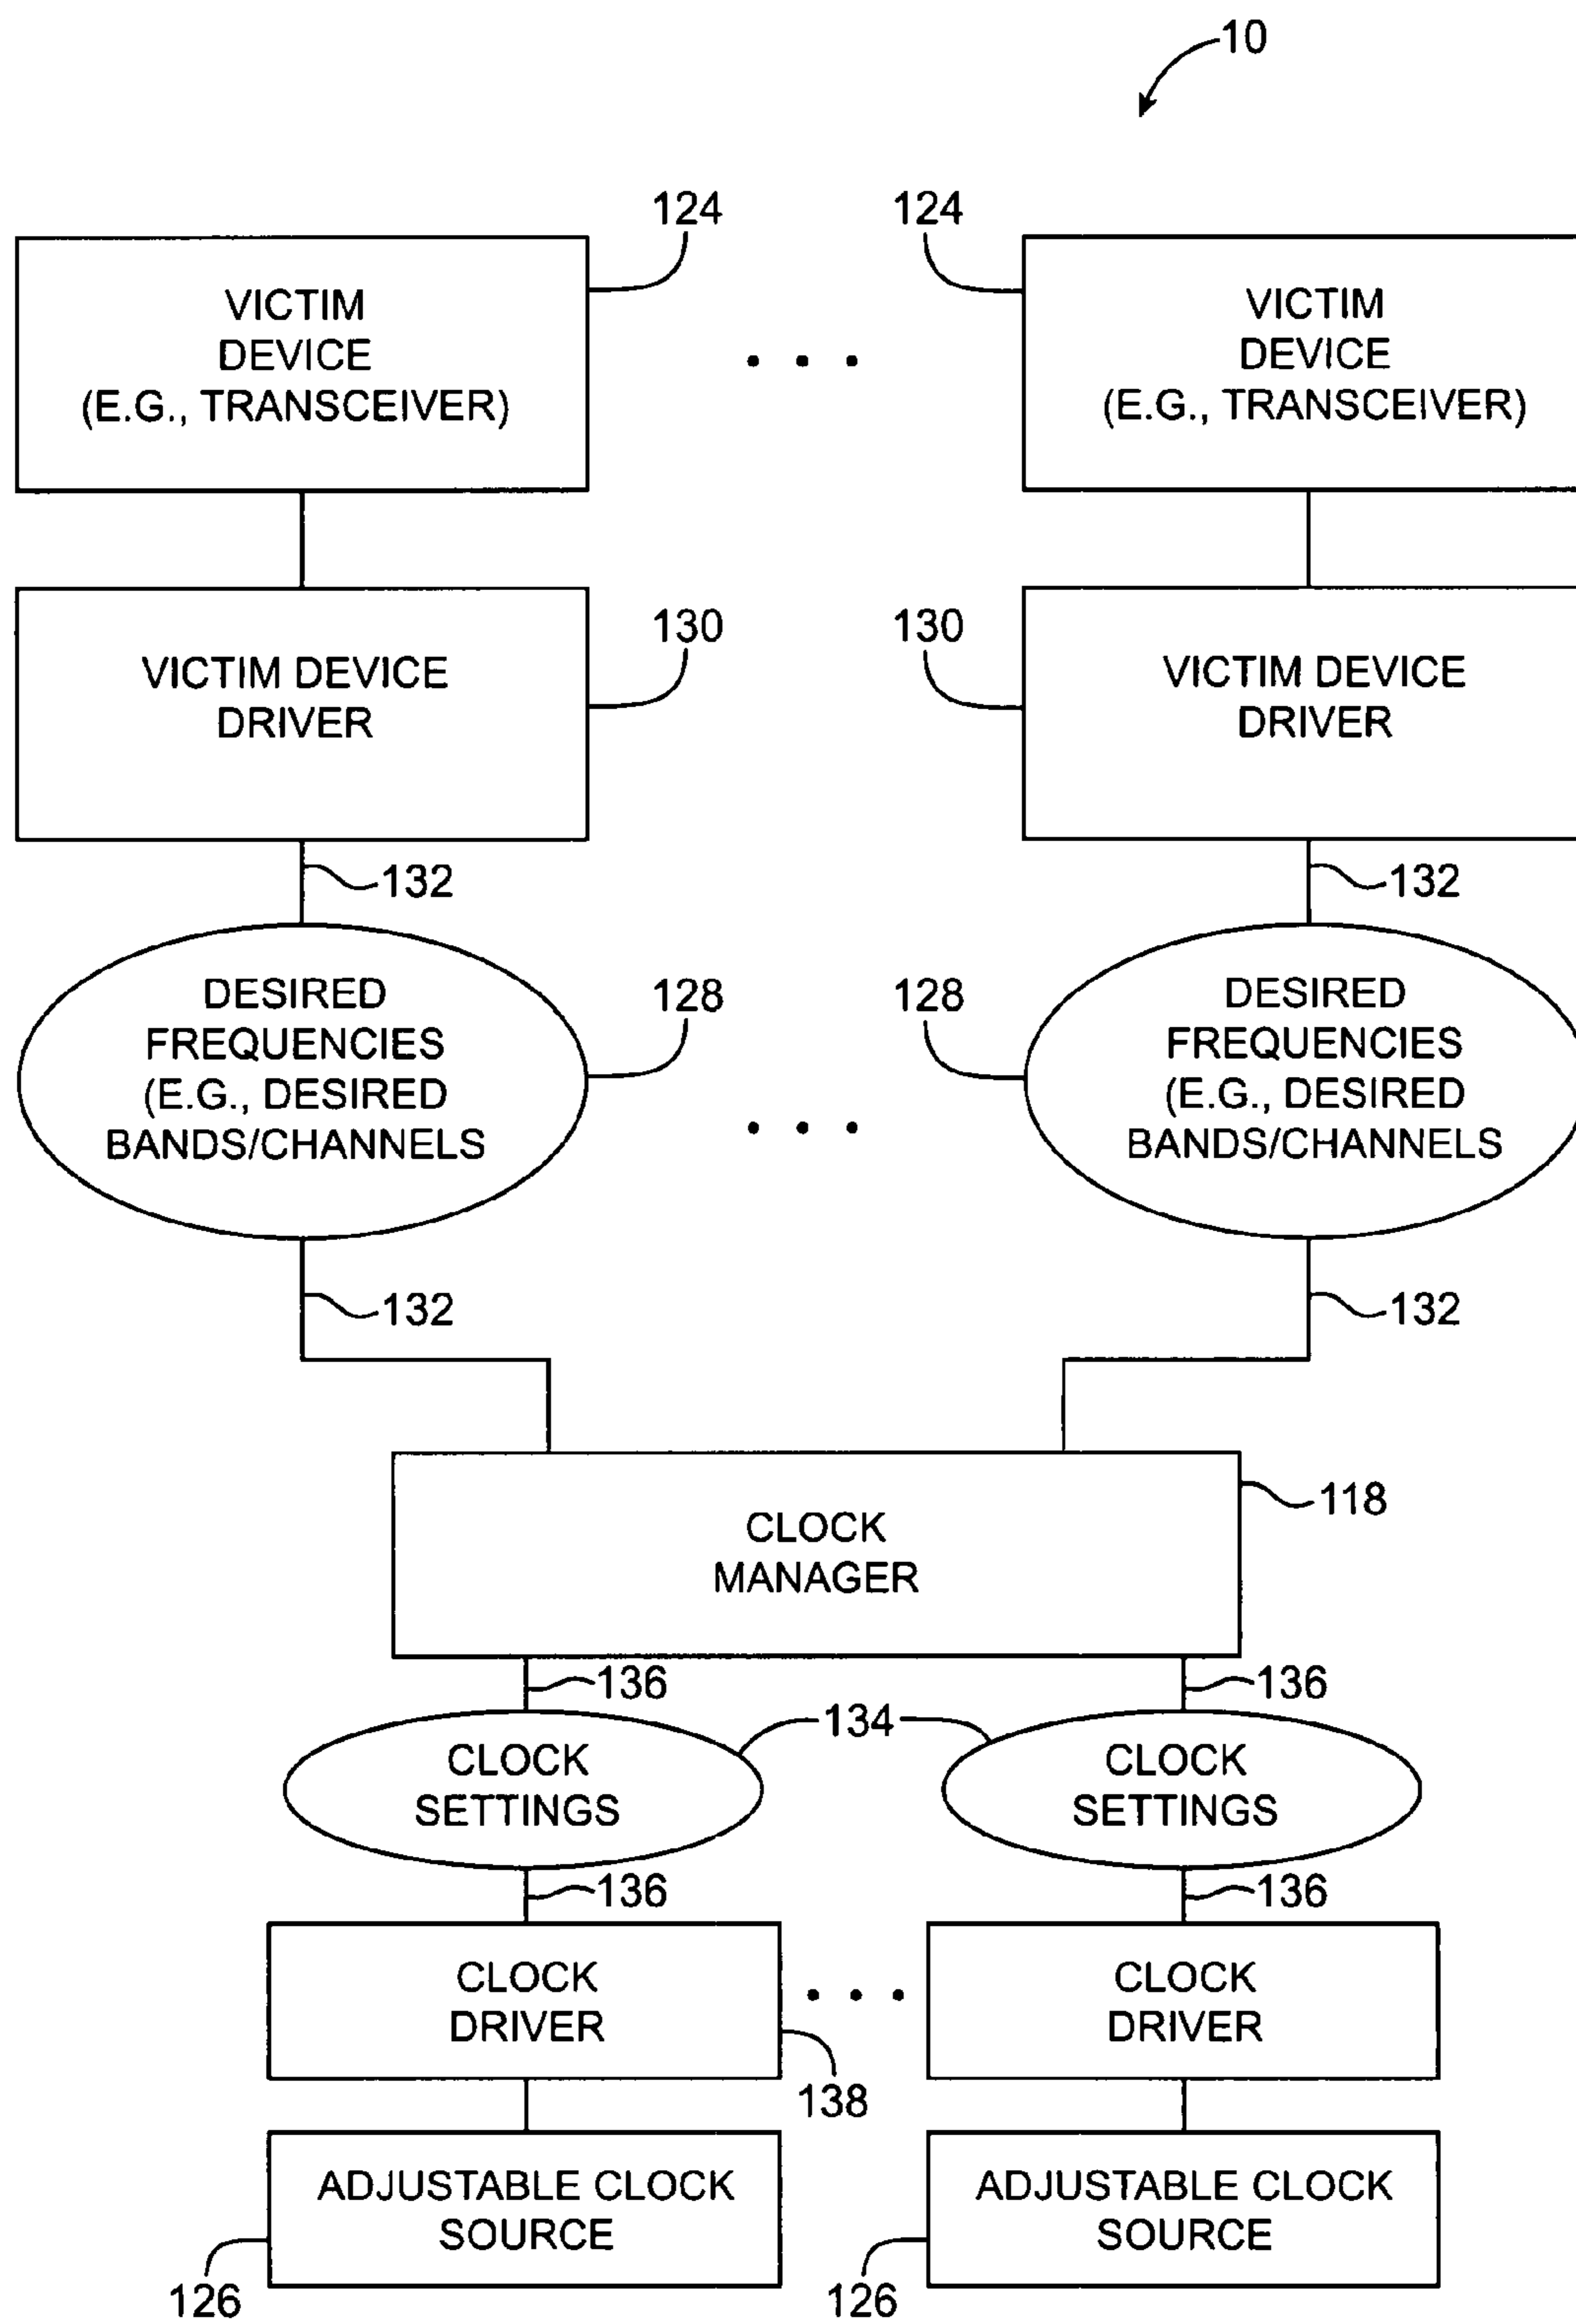 10
124
124
VICTIM
DEVICE
(E.G., TRANSCEIVER)
VICTIM
DEVICE
(E.G., TRANSCEIVER)
130
130
VICTIM DEVICE
DRIVER
VICTIM DEVICE
DRIVER
132
132
DESIRED
FREQUENCIES
(E.G., DESIRED
BANDS/CHANNELS
128
128
DESIRED
FREQUENCIES
(E.G., DESIRED
BANDS/CHANNELS
132
132
CLOCK
MANAGER
118
136
136
134
CLOCK
SETTINGS
CLOCK
SETTINGS
136
136
CLOCK
DRIVER
CLOCK
DRIVER
138
ADJUSTABLE CLOCK
SOURCE
ADJUSTABLE CLOCK
SOURCE
126
126